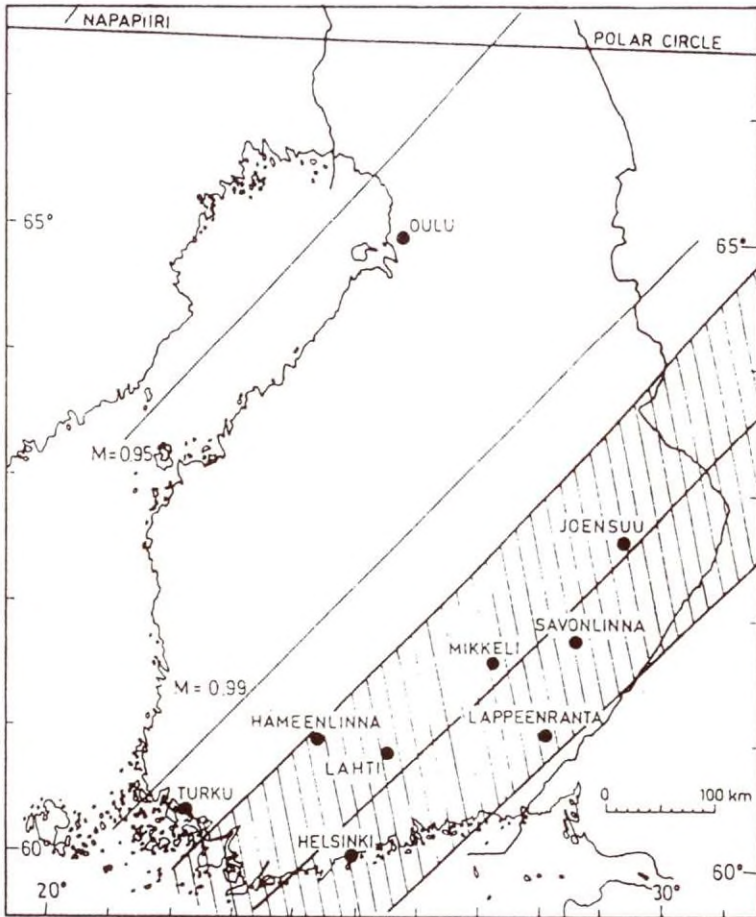 NAPAPIIRI
POLAR CIRCLE
OULU
65°
65°
M=0.95
JOENSUU
SAVONLINNA
MIKKELI
M=0.99
HAMEENLINNA
LAPPEENRANTA
LAHTI
TURKU
0 100 km
HELSINKI
60°
60°
20°
30°